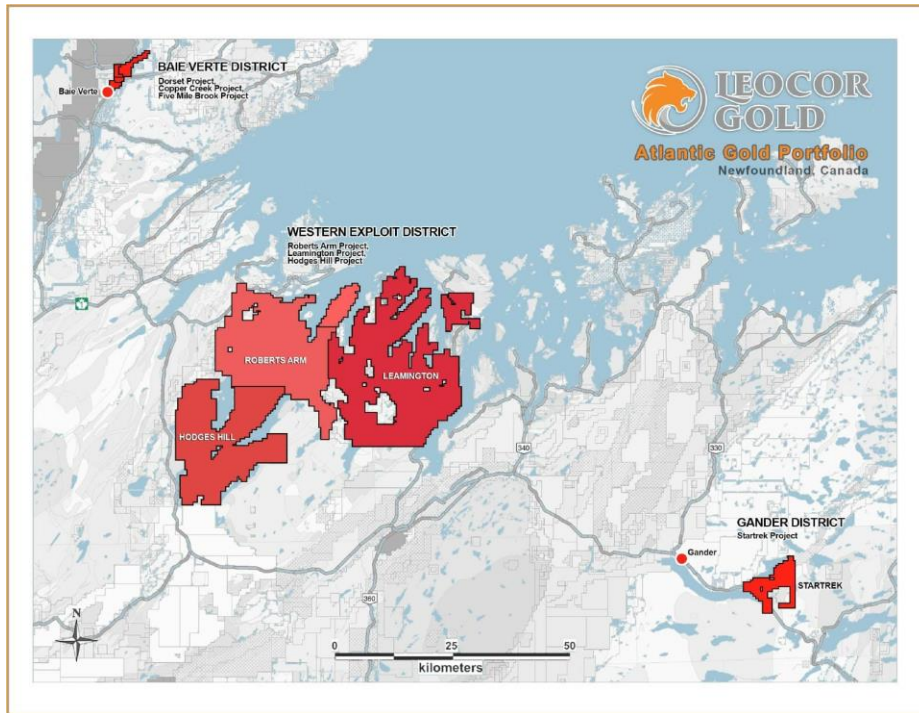 BAIE VERTE DISTRICT
Dorset Project,
Copper Creek Project,
Five Mile Brook Project
Baie Verte
LEOCOR
GOLD
Atlantic Gold Portfolio
Newfoundland, Canada
WESTERN EXPLOIT DISTRICT
Roberts Arm Project,
Leamington Project,
Hodges Hill Project
1
ROBERTS ARM
LEAMINGTON
HODGES HILL
340
330
GANDER DISTRICT
Startrek Project
Gander
STARTREK
360
N
0 25 50
kilometers